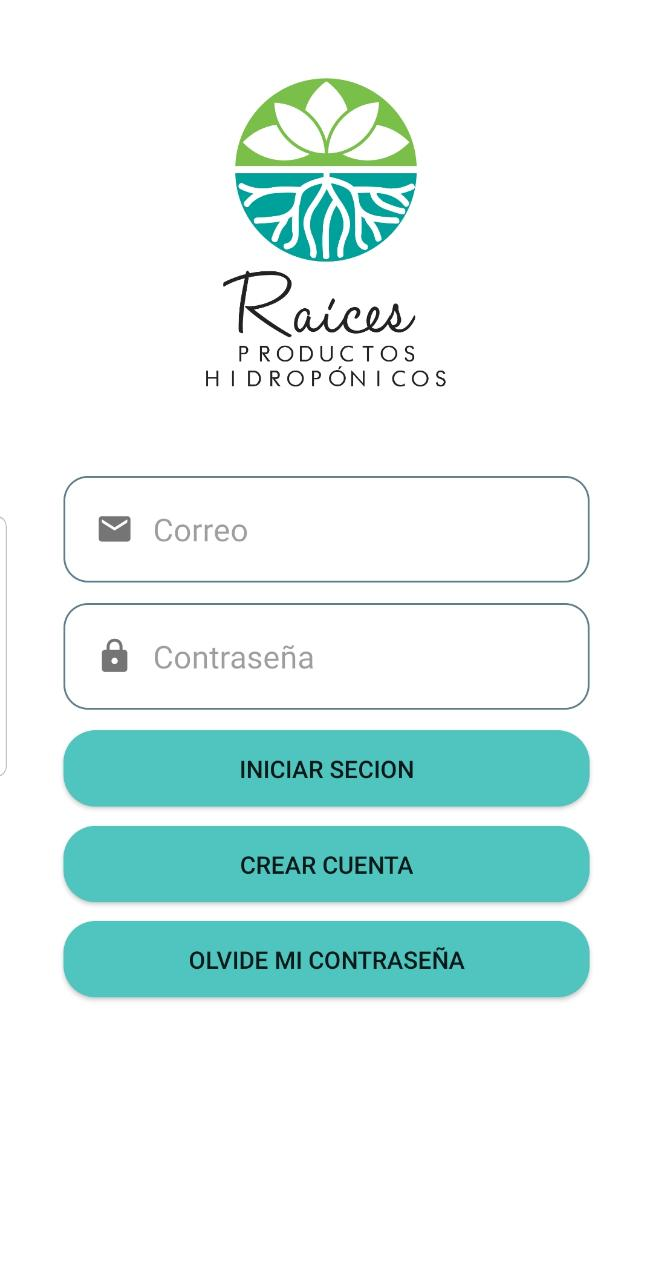 Raíces
PRODUCTOS
HIDROPÓNICOS
Correo
Contraseña
INICIAR SECION
CREAR CUENTA
OLVIDE MI CONTRASEÑA